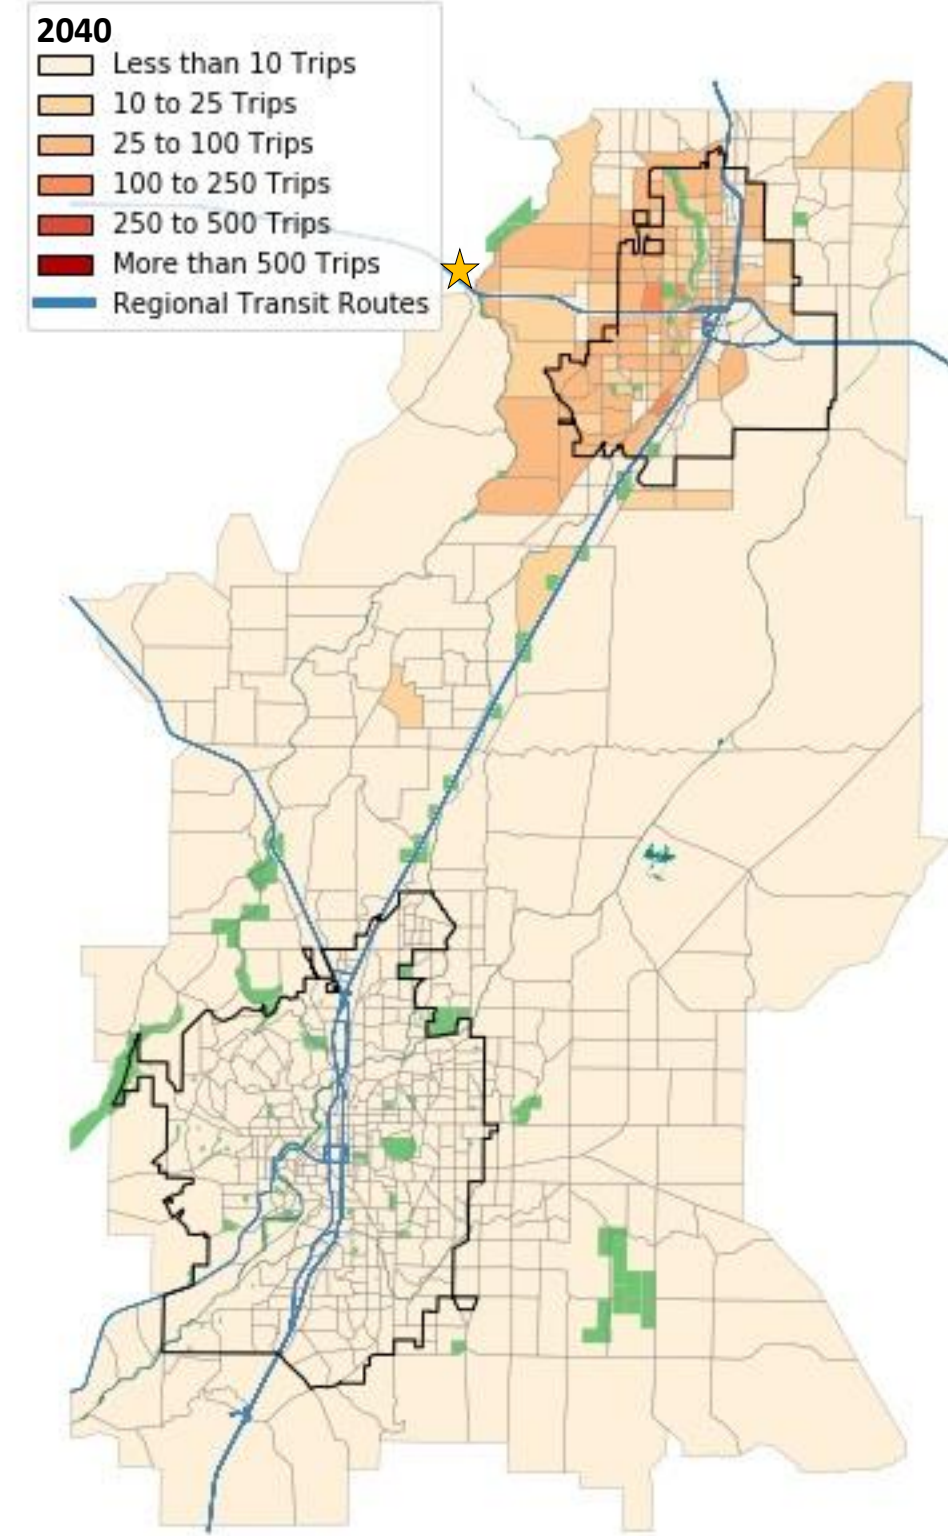 2040
Less than 10 Trips
10 to 25 Trips
25 to 100 Trips
100 to 250 Trips
250 to 500 Trips
More than 500 Trips
Regional Transit Routes